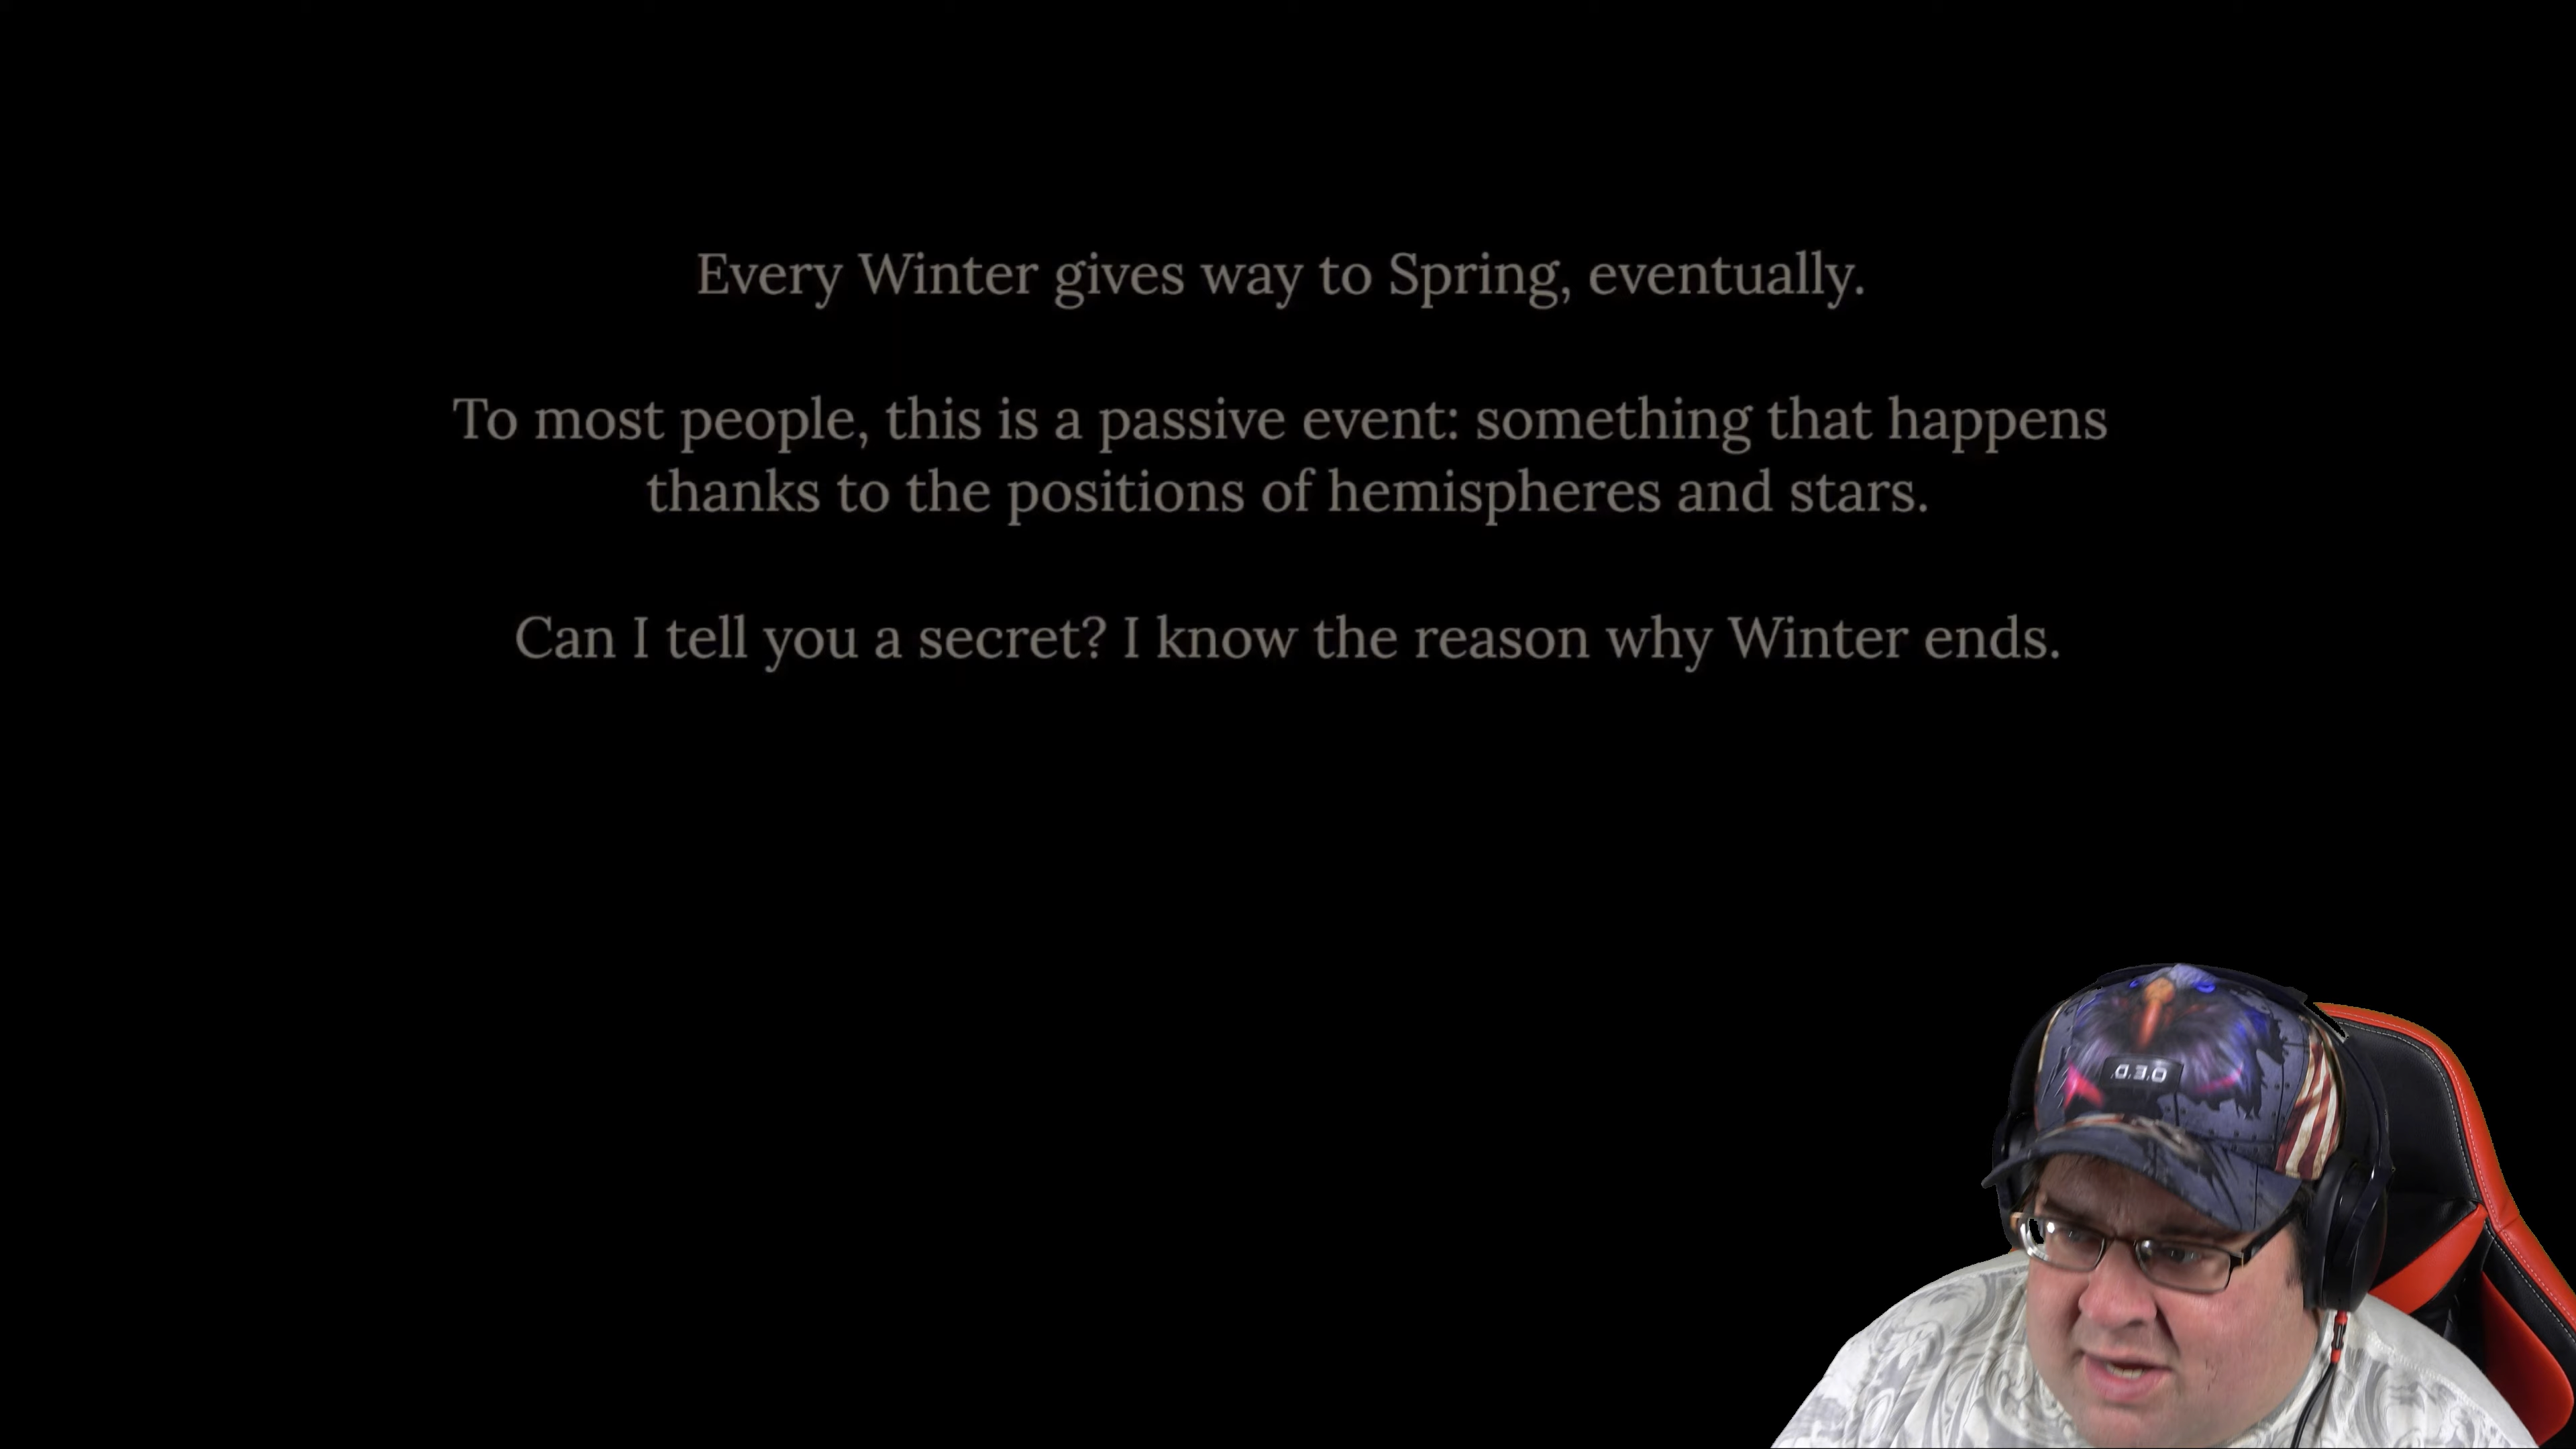 Every Winter gives way to Spring, eventually.
To most people, this is a passive event: something that happens
thanks to the positions of hemispheres and stars.
Can I tell you a secret? I know the reason why Winter ends.